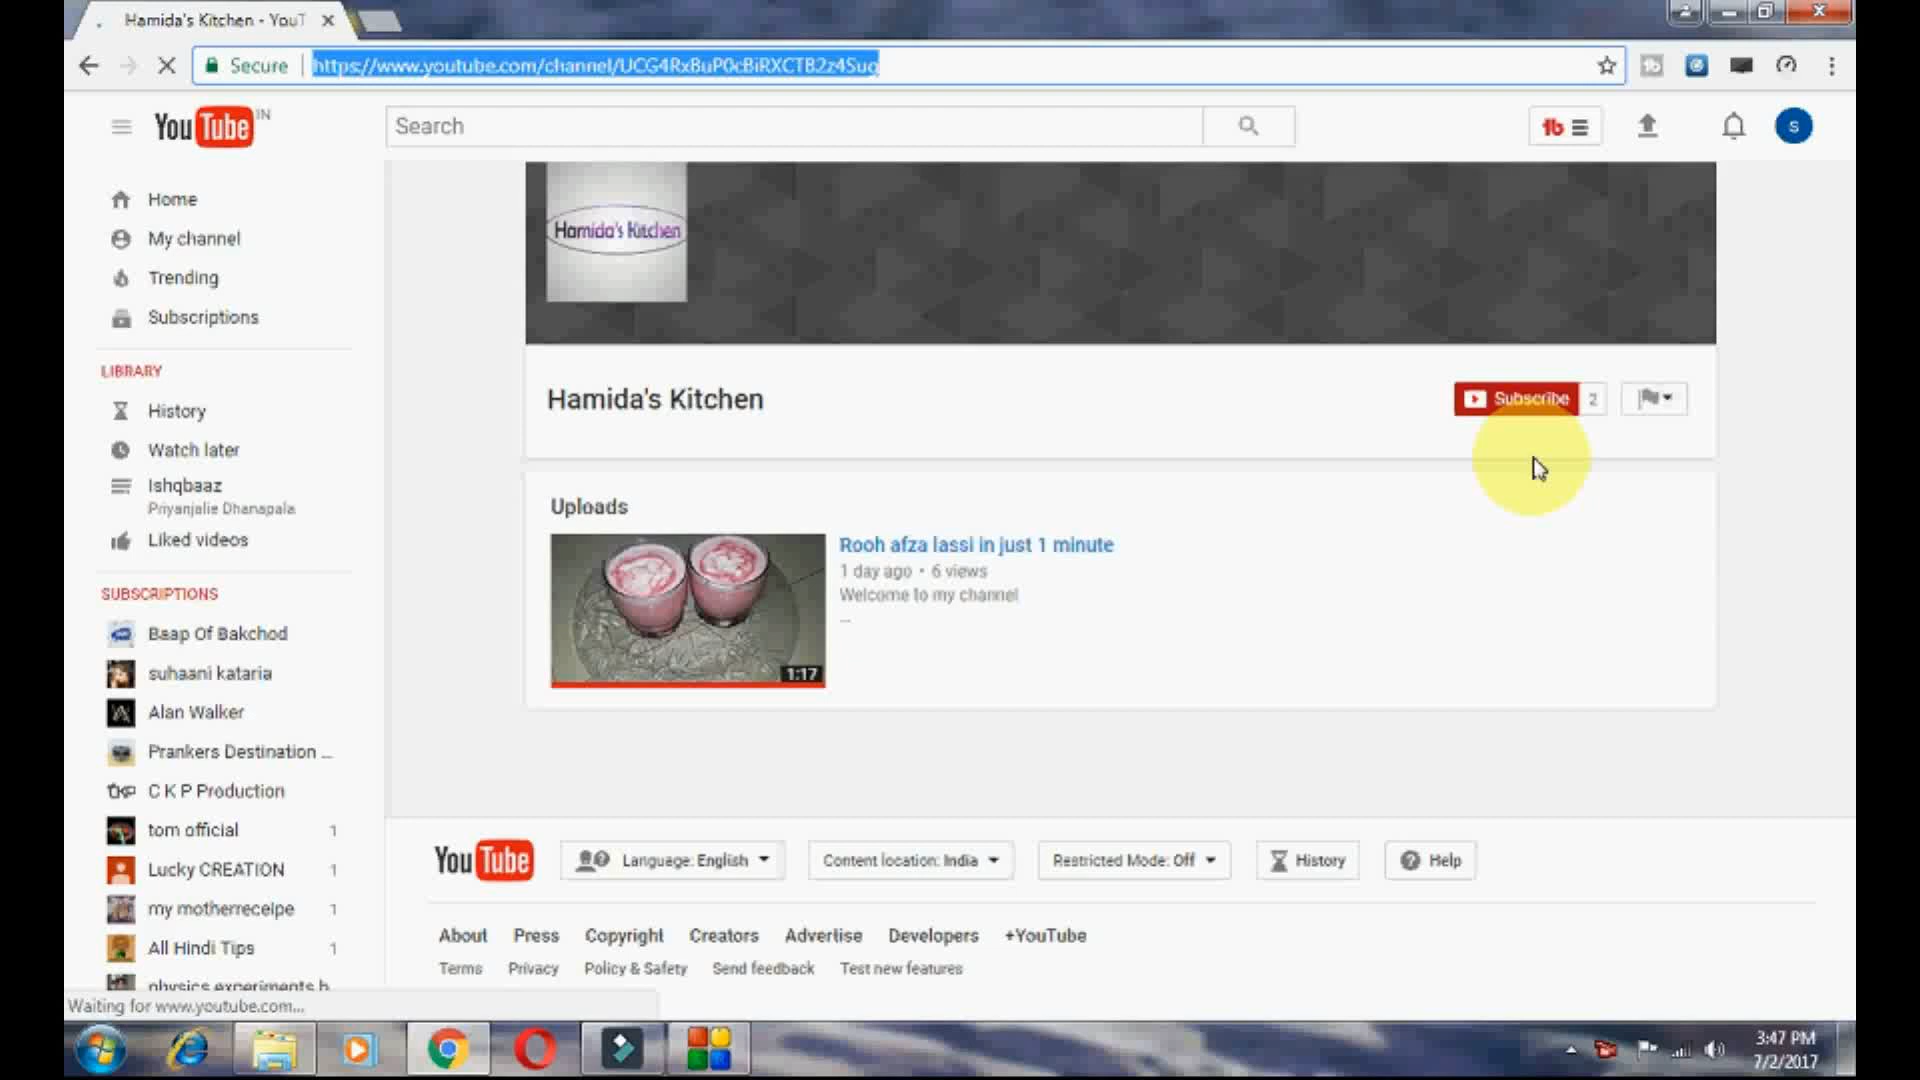 Hamida's Kitchen - YouT
Secure
https://www.youtube.com/channel/UCG4RxBuP0cBiRXCTB2z4Suq
YouTube IN
Search
Home
My channel
Trending
Subscriptions
LIBRARY
History
Watch later
Ishqbaaz
Priyanjalie Dhanapala
Liked videos
SUBSCRIPTIONS
Baap Of Bakchod
suhaani kataria
Alan Walker
Prankers Destination ...
C K P Production
tom official 1
Lucky CREATION 1
my motherreceipe 1
All Hindi Tips 1
physics experiments b
Hamida's Kitchen
Hamida's Kitchen
Subscribe 2
Uploads
Rooh afza lassi in just 1 minute
1 day ago • 6 views
Welcome to my channel
...
1:17
YouTube
Language: English
Content location: India
Restricted Mode: Off
History
Help
About Press Copyright Creators Advertise Developers +YouTube
Terms Privacy Policy & Safety Send feedback Test new features
Waiting for www.youtube.com...
3:47 PM
7/2/2017